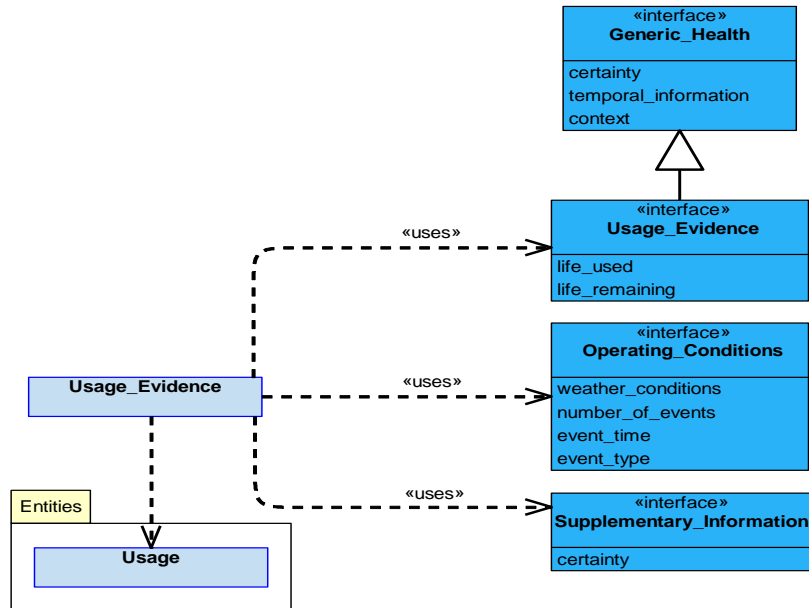 «interface»
Generic_Health
certainty
temporal_information
context
«interface»
Usage_Evidence
life_used
life_remaining
«uses»
«interface»
Operating_Conditions
weather_conditions
number_of_events
event_time
event_type
«uses»
Usage_Evidence
«uses»
«interface»
Supplementary_Information
certainty
Entities
Usage